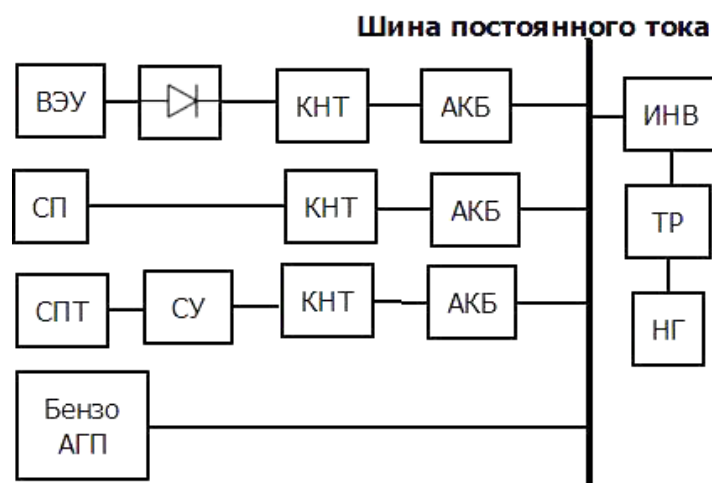 Шина постоянного тока
ВЭУ
КНТ
АКБ
ИНВ
СП
КНТ
АКБ
ТР
СПТ
СУ
КНТ
АКБ
НГ
Бензо
АГП